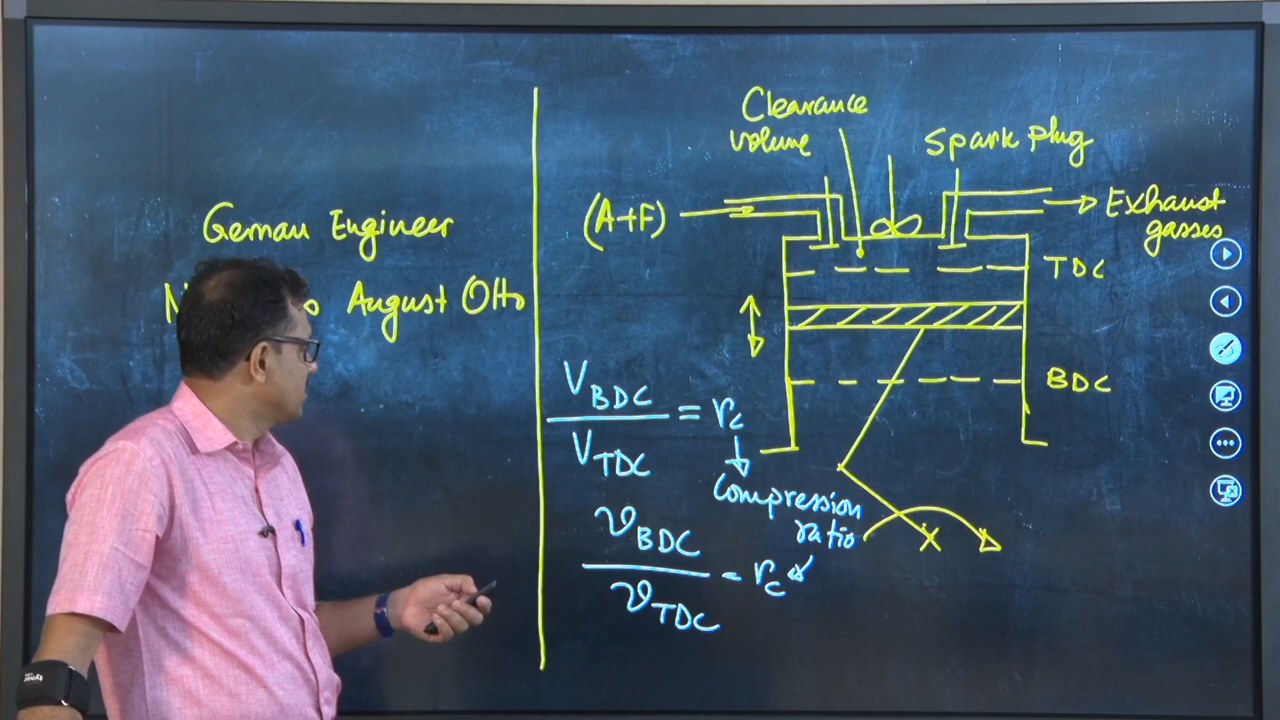 German Engineer
August Otto
Clearance
volume
Spark plug
(A+F)
Exhaust
gasses
TDC
BDC
V_BDC / V_TDC = r_c
Compression
ratio
v_BDC / v_TDC = r_c